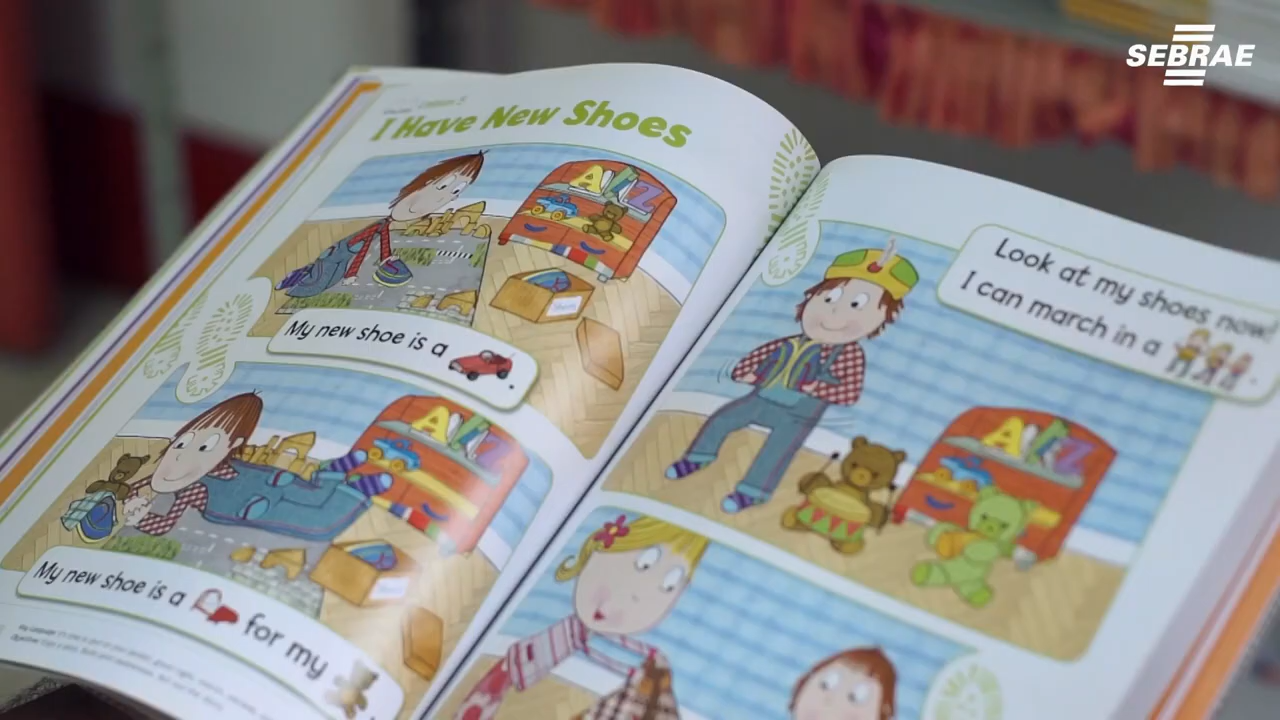 SEBRAE
I Have New Shoes
My new shoe is a .
My new shoe is a for my .
Look at my shoes now!
I can march in a .